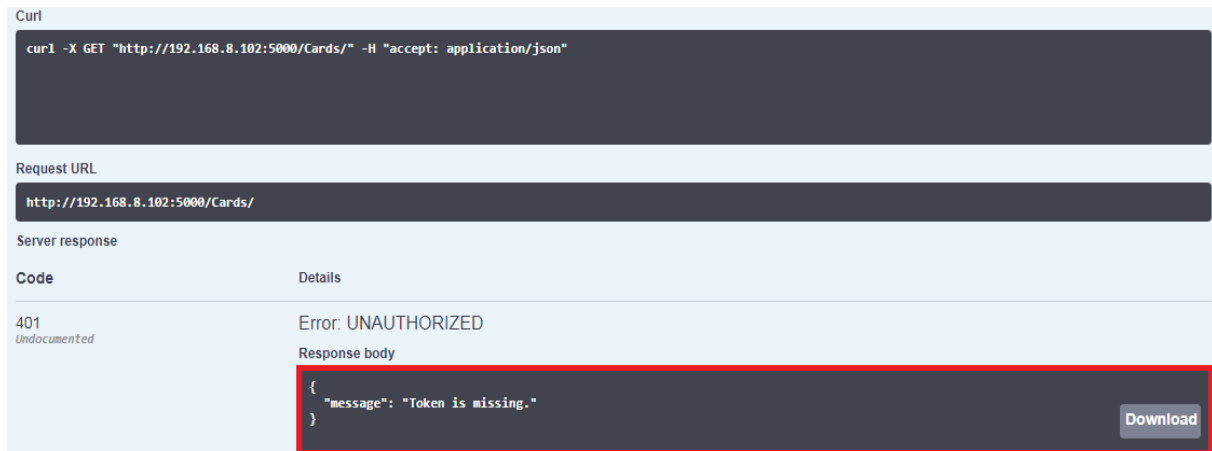 Curl
curl -X GET "http://192.168.8.102:5000/Cards/" -H "accept: application/json"
Request URL
http://192.168.8.102:5000/Cards/
Server response
Code Details
401 Error: UNAUTHORIZED
Undocumented
Response body
{
"message": "Token is missing."
}
Download